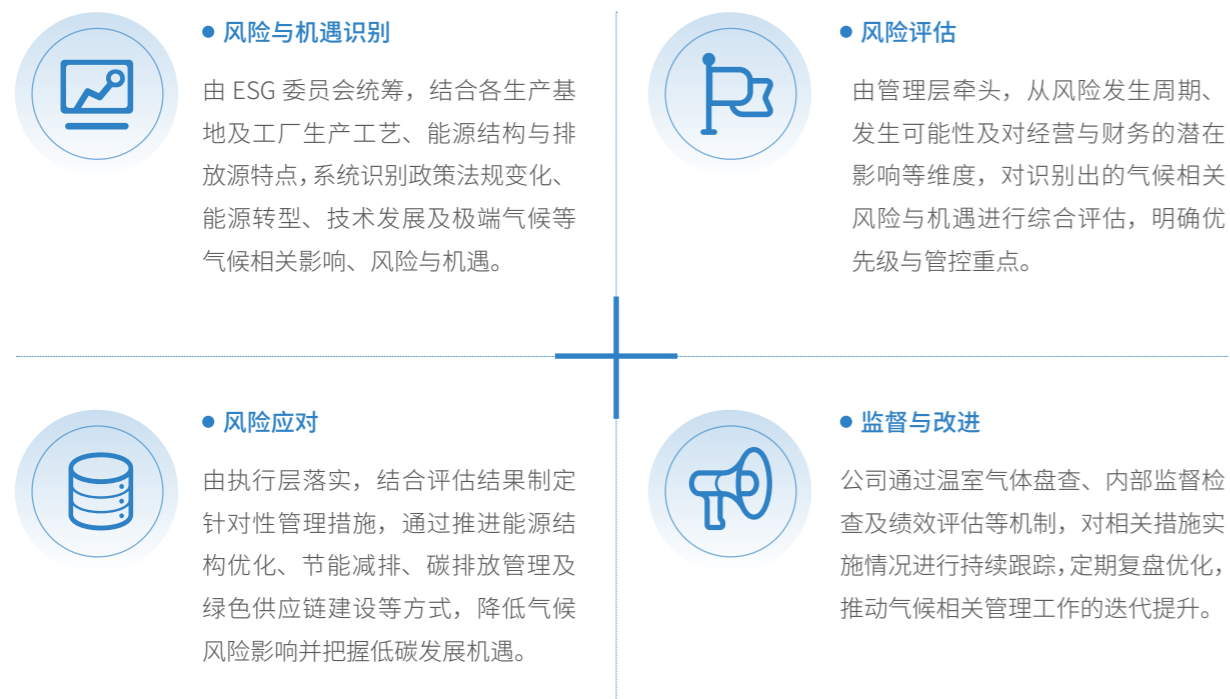 风险与机遇识别
由 ESG 委员会统筹，结合各生产基
地及工厂生产工艺、能源结构与排
放源特点，系统识别政策法规变化、
能源转型、技术发展及极端气候等
气候相关影响、风险与机遇。
风险评估
由管理层牵头，从风险发生周期、
发生可能性及对经营与财务的潜在
影响等维度，对识别出的气候相关
风险与机遇进行综合评估，明确优
先级与管控重点。
风险应对
由执行层落实，结合评估结果制定
针对性管理措施，通过推进能源结
构优化、节能减排、碳排放管理及
绿色供应链建设等方式，降低气候
风险影响并把握低碳发展机遇。
监督与改进
公司通过温室气体盘查、内部监督检
查及绩效评估等机制，对相关措施实
施情况进行持续跟踪，定期复盘优化，
推动气候相关管理工作的迭代提升。